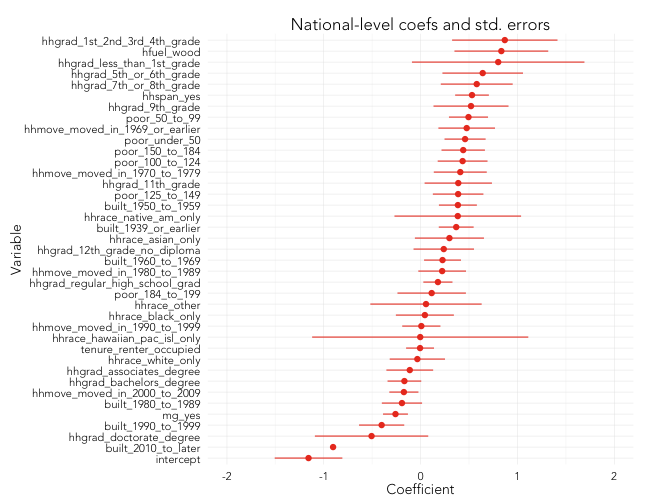 National-level coefs and std. errors
hhgrad_1st_2nd_3rd_4th_grade
hfuel_wood
hhgrad_less_than_1st_grade
hhgrad_5th_or_6th_grade
hhgrad_7th_or_8th_grade
hhspan_yes
hhgrad_9th_grade
poor_50_to_99
hhmove_moved_in_1969_or_earlier
poor_under_50
poor_150_to_184
poor_100_to_124
hhmove_moved_in_1970_to_1979
hhgrad_11th_grade
poor_125_to_149
built_1950_to_1959
hhrace_native_am_only
built_1939_or_earlier
hhrace_asian_only
hhgrad_12th_grade_no_diploma
built_1960_to_1969
hhmove_moved_in_1980_to_1989
hhgrad_regular_high_school_grad
poor_184_to_199
hhrace_other
hhrace_black_only
hhmove_moved_in_1990_to_1999
hhrace_hawaiian_pac_isl_only
tenure_renter_occupied
hhrace_white_only
hhgrad_associates_degree
hhgrad_bachelors_degree
hhmove_moved_in_2000_to_2009
built_1980_to_1989
mg_yes
built_1990_to_1999
hhgrad_doctorate_degree
built_2010_to_later
intercept
Variable
-2 -1 0 1 2
Coefficient